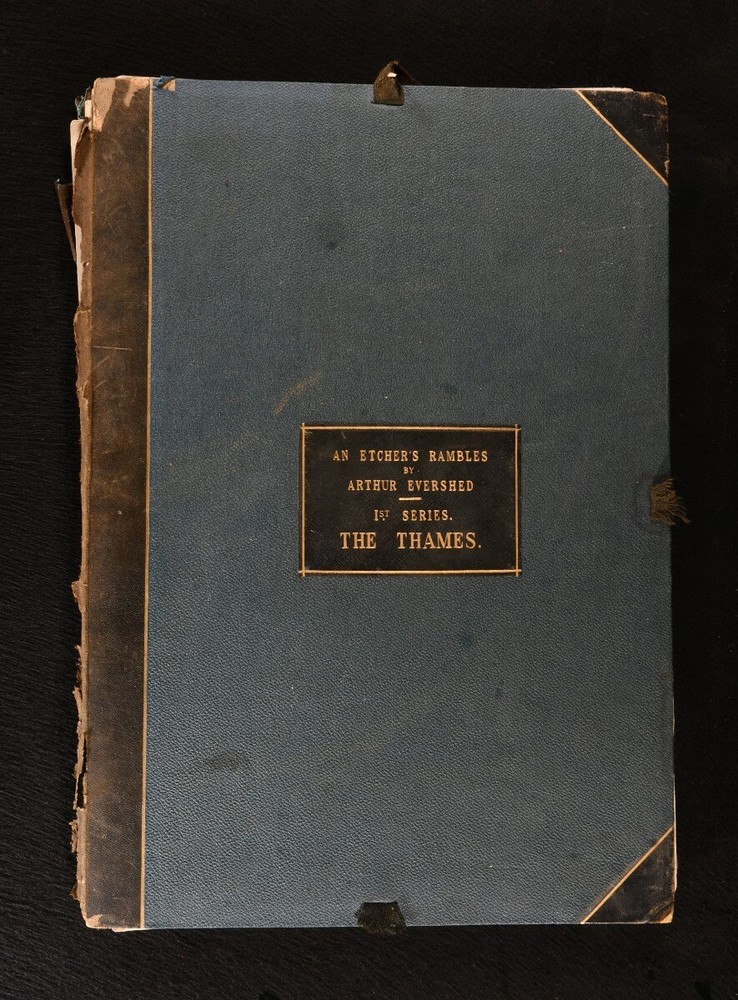 AN ETCHER'S RAMBLES
BY
ARTHUR EVERSHED
1ST SERIES.
THE THAMES.